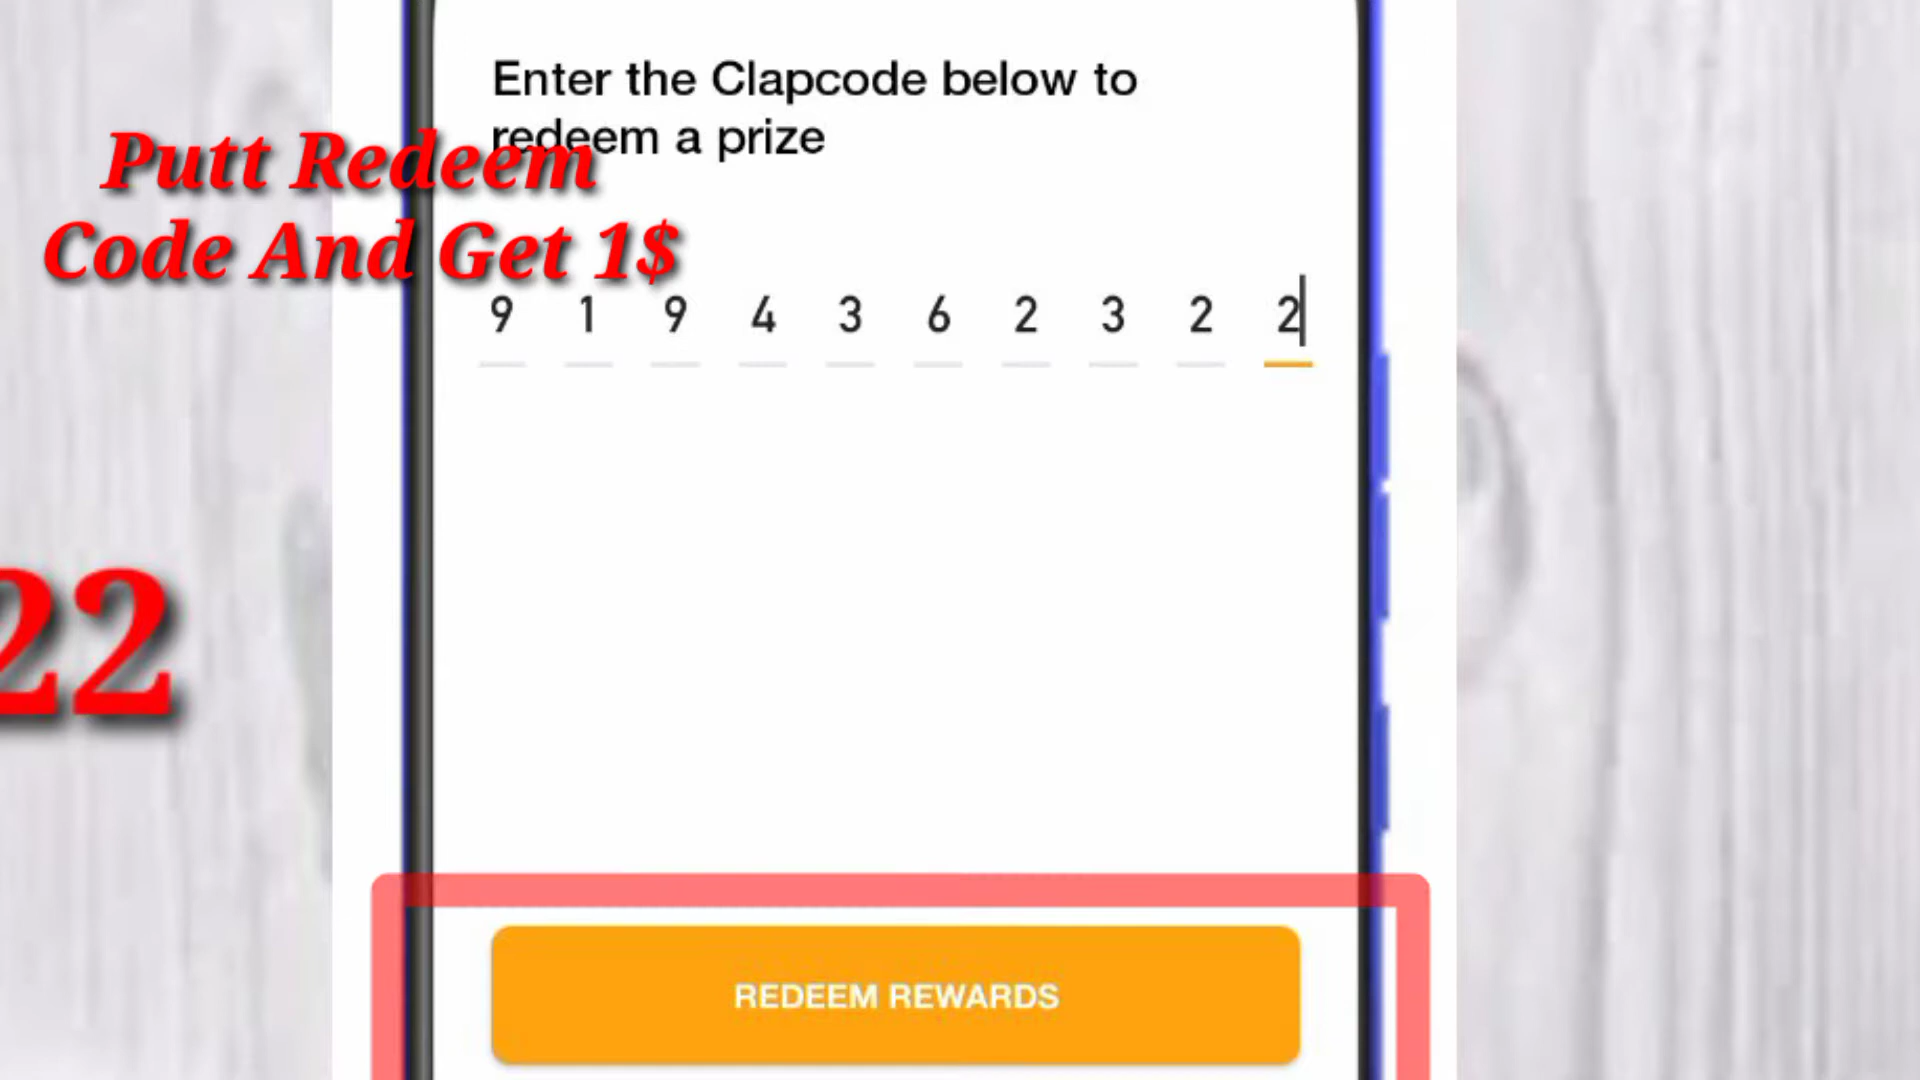 Enter the Clapcode below to
redeem a prize
Putt Redeem
Code And Get 1$
9 1 9 4 3 6 2 3 2 2
22
REDEEM REWARDS